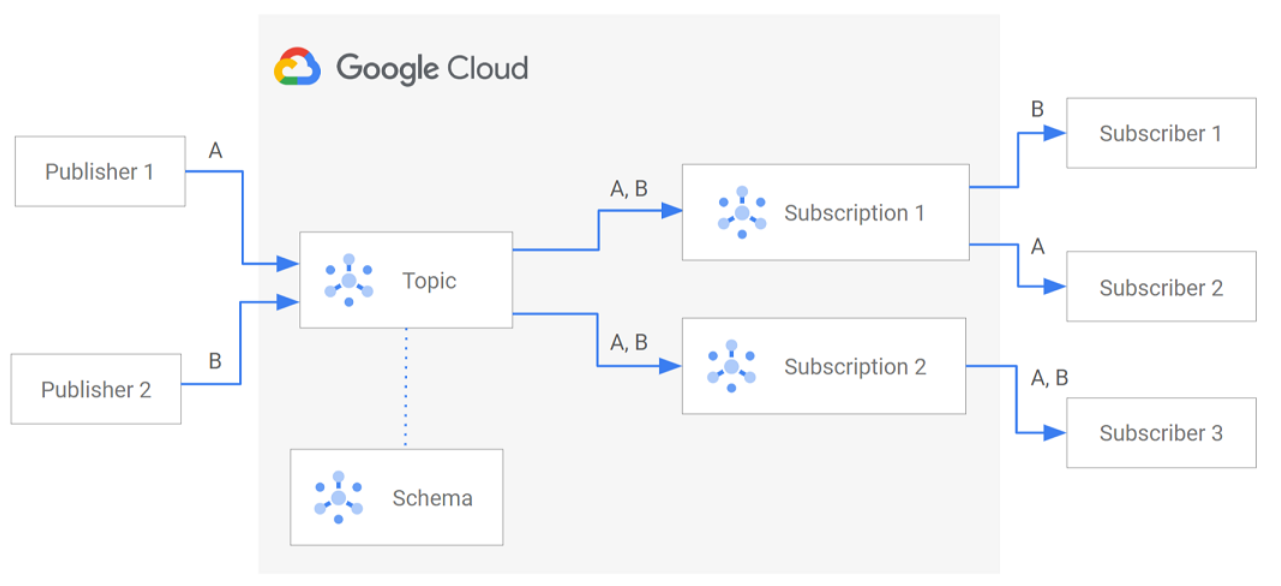 Google Cloud
Publisher 1
A
Publisher 2
B
Topic
Schema
A, B
Subscription 1
A, B
Subscription 2
B
Subscriber 1
A
Subscriber 2
A, B
Subscriber 3